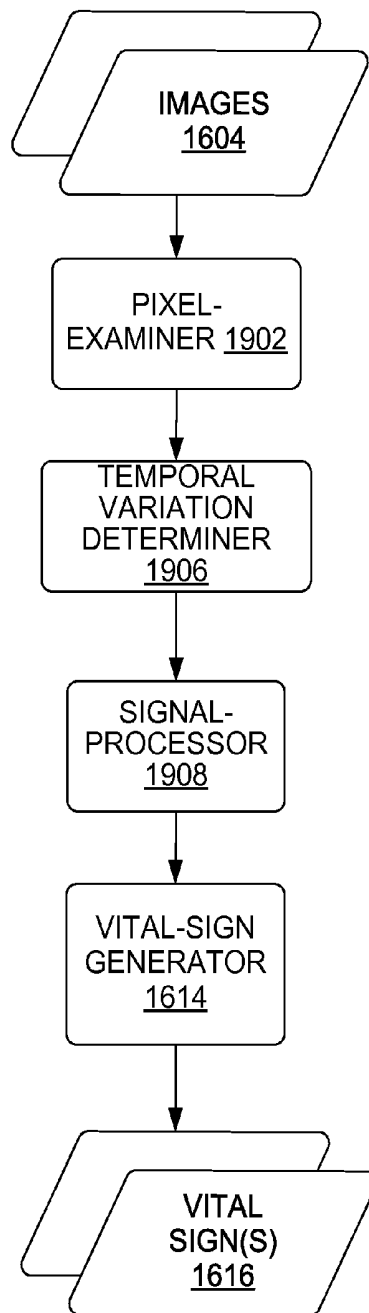 IMAGES
1604
PIXEL-
EXAMINER 1902
TEMPORAL
VARIATION
DETERMINER
1906
SIGNAL-
PROCESSOR
1908
VITAL-SIGN
GENERATOR
1614
VITAL
SIGN(S)
1616